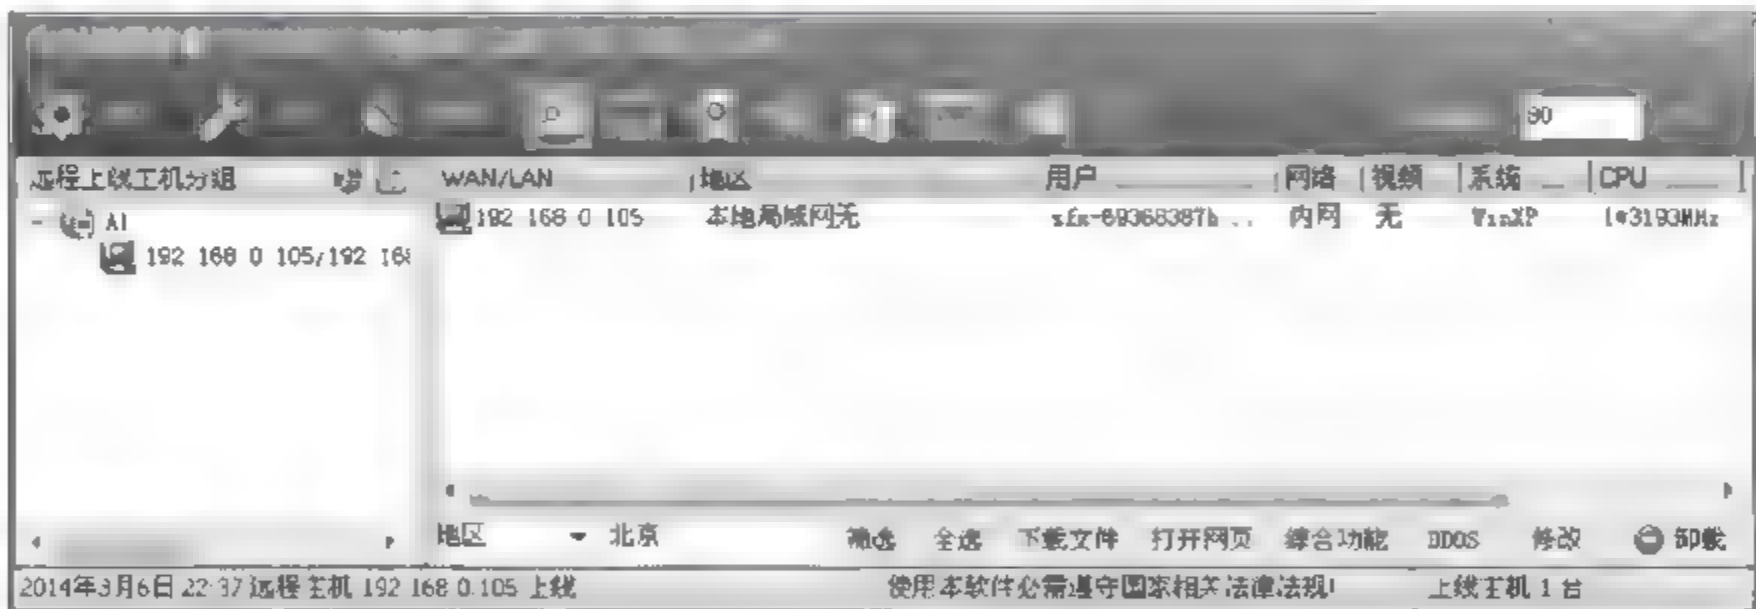 90
远程上线主机分组
WAN/LAN 地区 用户 网络 视频 系统 CPU
AI
192 168 0 105 本地局域网无 内网 无 WinXP 1*3193MHz
192 168 0 105/192 168
地区 北京 筛选 全选 下载文件 打开网页 综合功能 DDOS 修改 卸载
2014年3月6日 22:37 远程主机 192 168 0.105 上线 使用本软件必需遵守国家相关法律法规! 上线主机 1 台